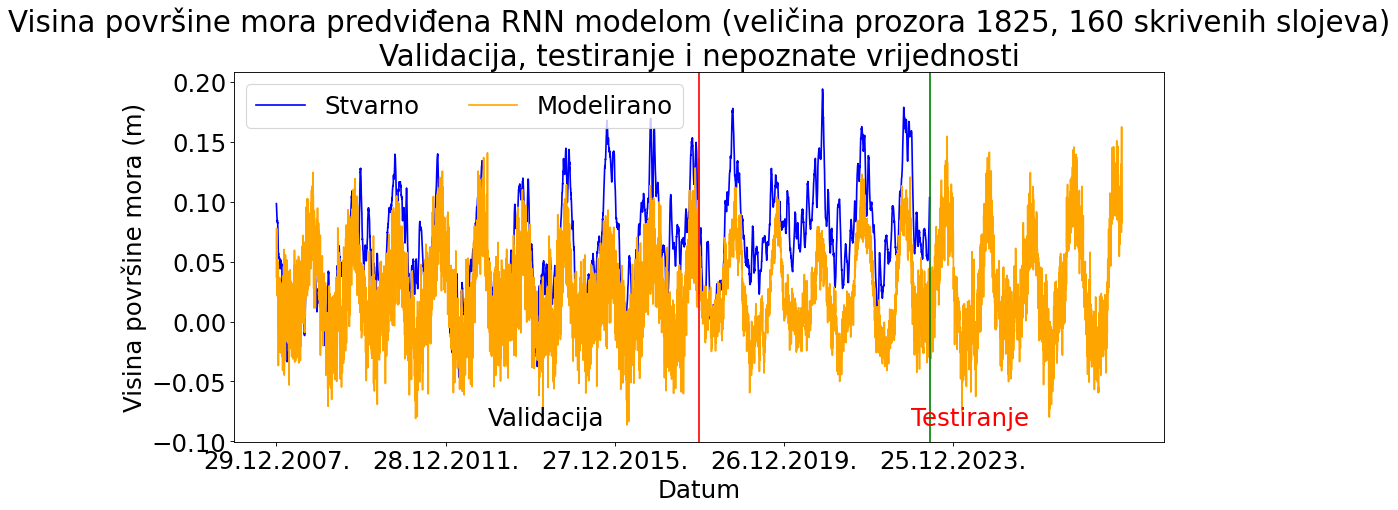 Visina površine mora predviđena RNN modelom (veličina prozora 1825, 160 skrivenih slojeva)
Validacija, testiranje i nepoznate vrijednosti
Stvarno
Modelirano
Visina površine mora (m)
0.20
0.15
0.10
0.05
0.00
−0.05
−0.10
Validacija
Testiranje
29.12.2007.
28.12.2011.
27.12.2015.
26.12.2019.
25.12.2023.
Datum